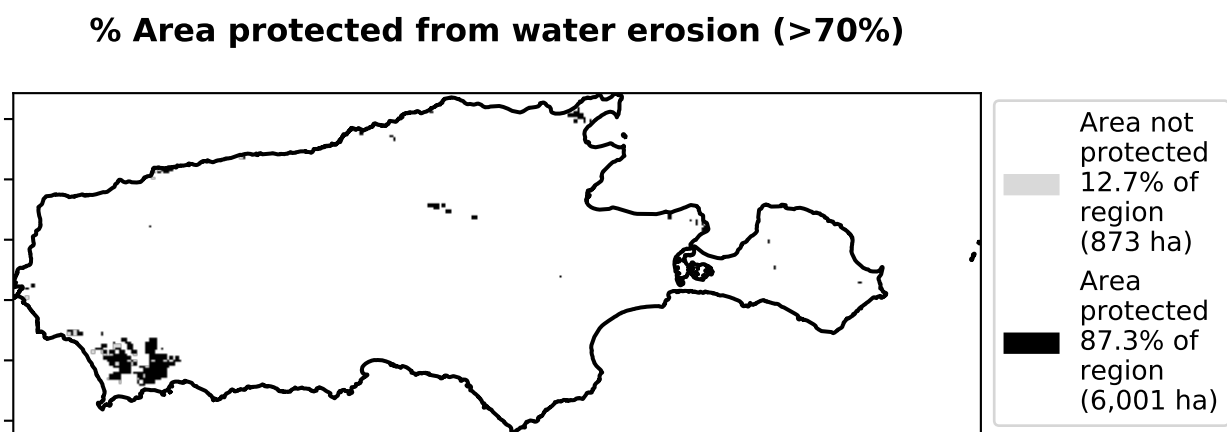 % Area protected from water erosion (>70%)
Area not
protected
12.7% of
region
(873 ha)
Area
protected
87.3% of
region
(6,001 ha)